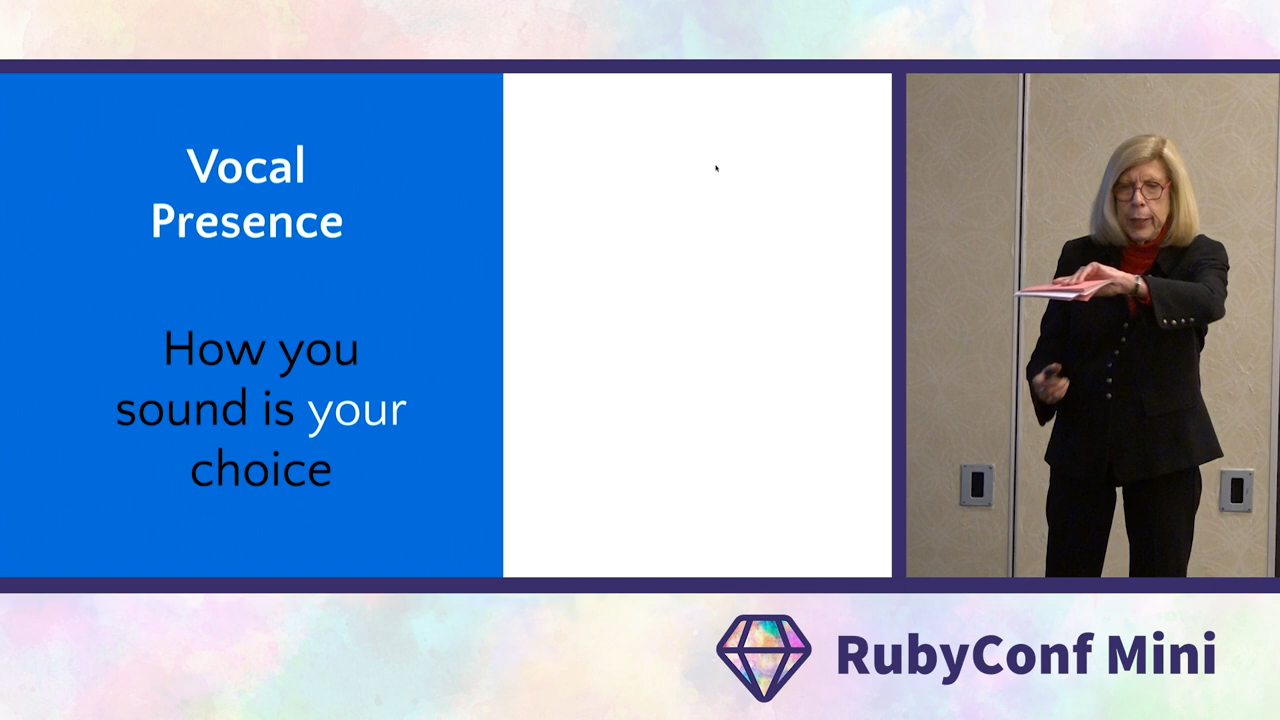 Vocal
Presence
How you
sound is your
choice
RubyConf Mini